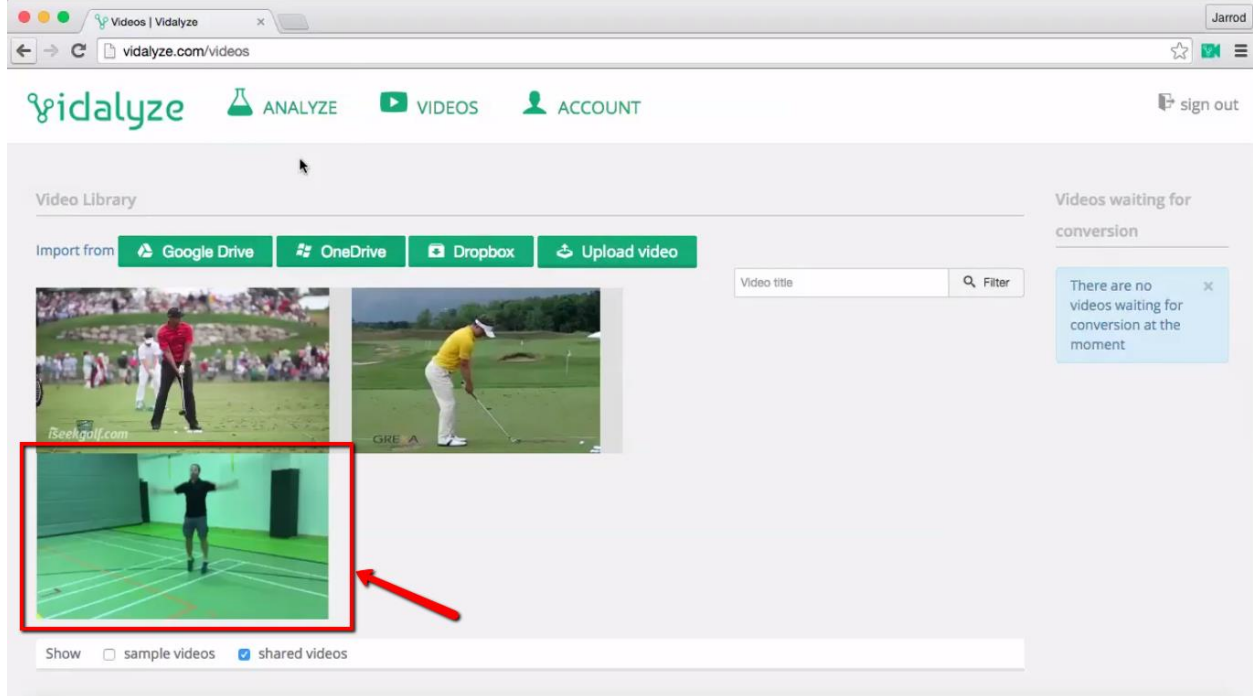 Videos | Vidalyze
Jarrod
vidalyze.com/videos
vidalyze
ANALYZE
VIDEOS
ACCOUNT
sign out
Video Library
Videos waiting for
conversion
Import from
Google Drive
OneDrive
Dropbox
Upload video
Video title
Filter
There are no
videos waiting for
conversion at the
moment
iSeekgolf.com
Show
sample videos
shared videos